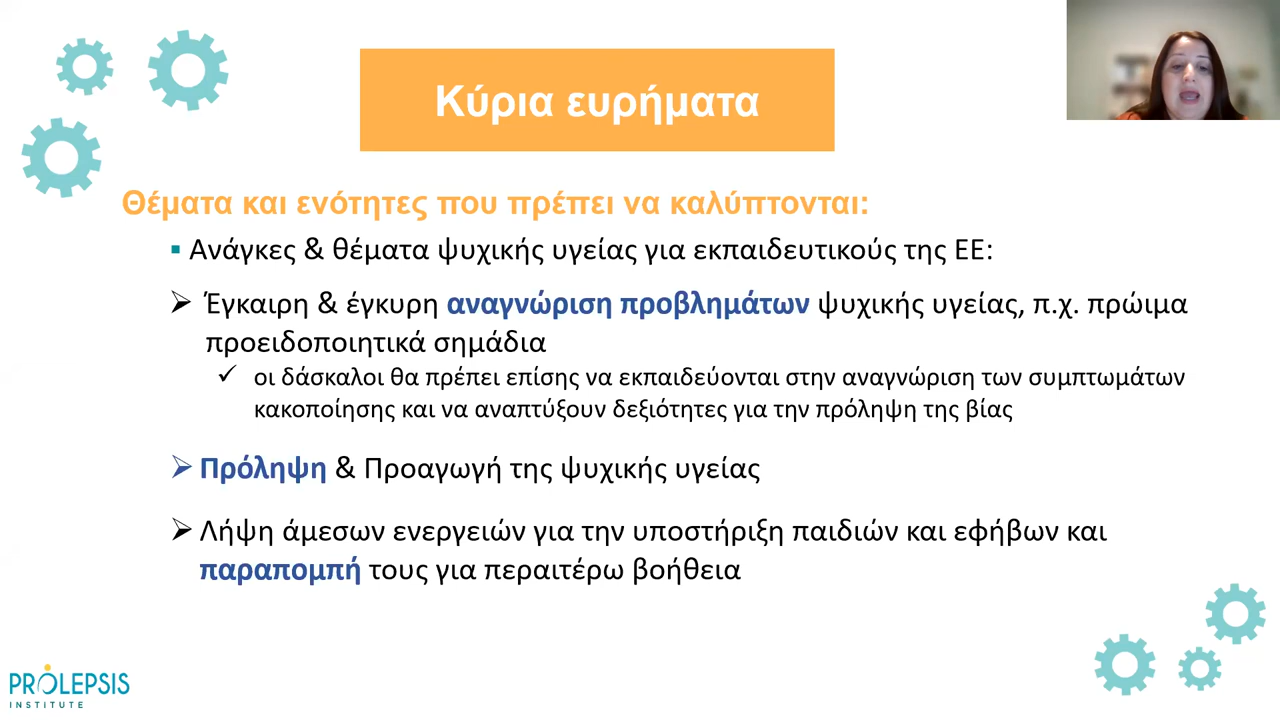 Κύρια ευρήματα
Θέματα και ενότητες που πρέπει να καλύπτονται:
▪ Ανάγκες & θέματα ψυχικής υγείας για εκπαιδευτικούς της ΕΕ:
➢ Έγκαιρη & έγκυρη αναγνώριση προβλημάτων ψυχικής υγείας, π.χ. πρώιμα
προειδοποιητικά σημάδια
✓ οι δάσκαλοι θα πρέπει επίσης να εκπαιδεύονται στην αναγνώριση των συμπτωμάτων
κακοποίησης και να αναπτύξουν δεξιότητες για την πρόληψη της βίας
➢ Πρόληψη & Προαγωγή της ψυχικής υγείας
➢ Λήψη άμεσων ενεργειών για την υποστήριξη παιδιών και εφήβων και
παραπομπή τους για περαιτέρω βοήθεια
PROLEPSIS
INSTITUTE